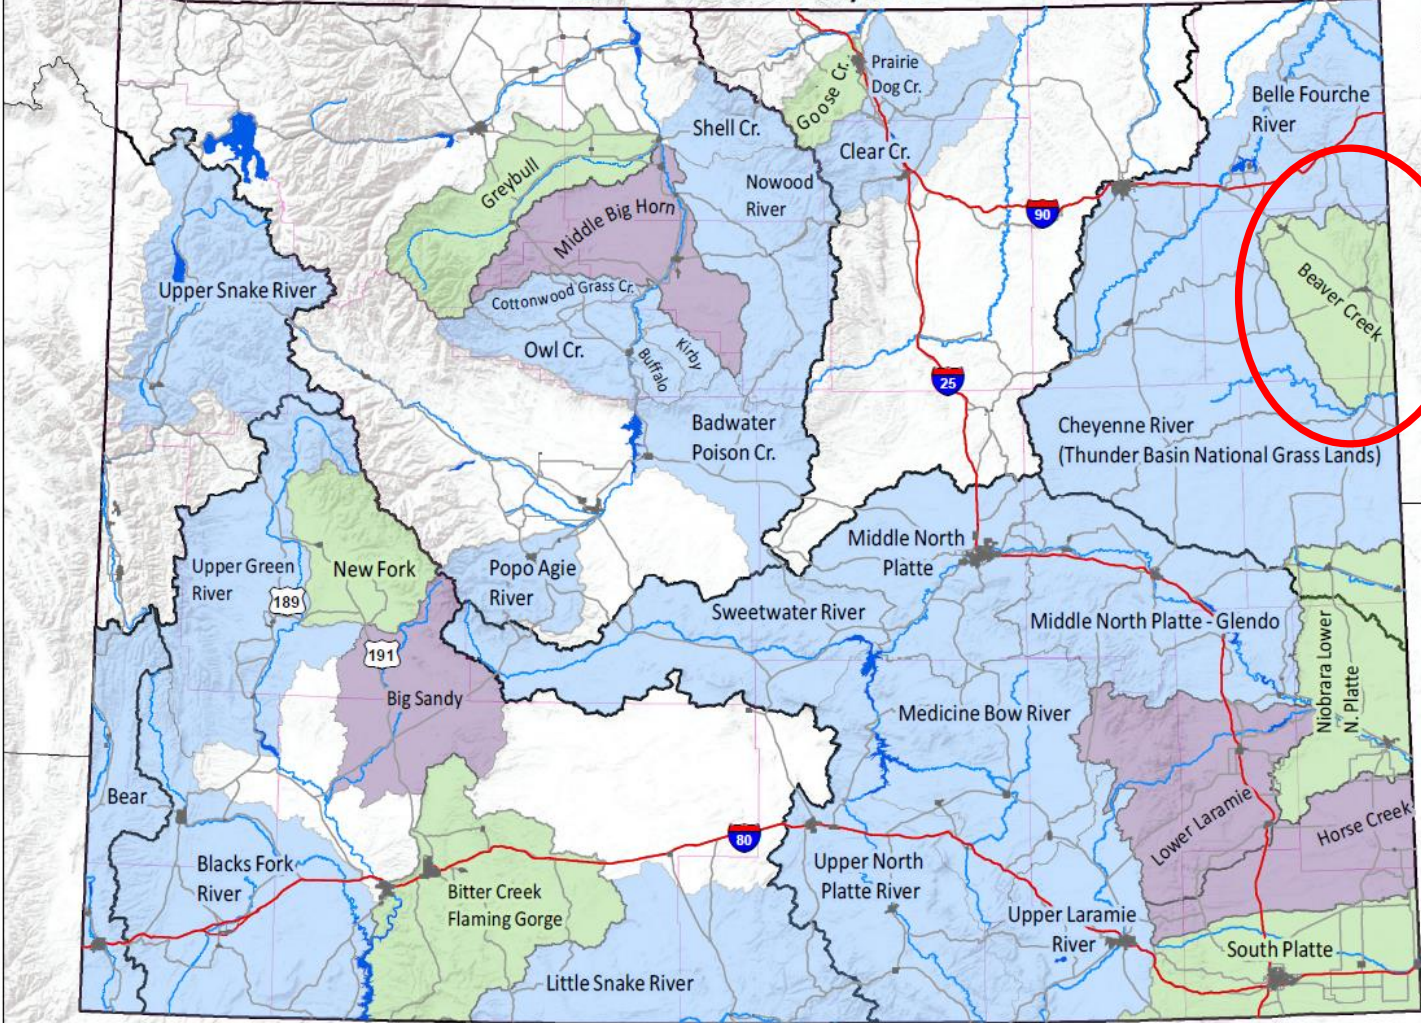 Prairie
Dog Cr.
Goose Cr.
Belle Fourche
River
Shell Cr.
Clear Cr.
Greybull
Nowood
River
90
Middle Big Horn
Beaver Creek
Upper Snake River
Cottonwood Grass Cr.
Owl Cr.
Buffalo
Kirby
25
Badwater
Poison Cr.
Cheyenne River
(Thunder Basin National Grass Lands)
Middle North
Platte
Upper Green
River
New Fork
Popo Agie
River
189
Sweetwater River
Middle North Platte - Glendo
Niobrara Lower
N. Platte
191
Big Sandy
Medicine Bow River
Bear
Lower Laramie
Horse Creek
80
Blacks Fork
River
Bitter Creek
Flaming Gorge
Upper North
Platte River
Upper Laramie
River
South Platte
Little Snake River